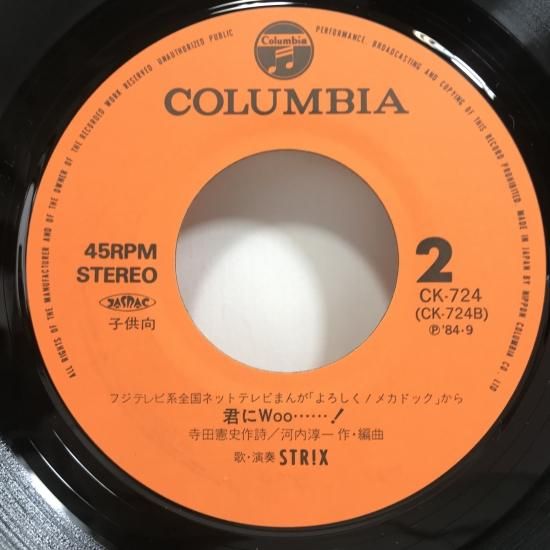 ALL RIGHTS OF THE MANUFACTURER AND OF THE OWNER OF THE RECORDED WORK RESERVED UNAUTHORIZED PUBLIC PERFORMANCE, BROADCASTING AND COPYING OF THIS RECORD PROHIBITED. MADE IN JAPAN BY NIPPON COLUMBIA CO., LTD
Columbia
COLUMBIA
45RPM
STEREO
JASRAC
子供向
2
CK-724
(CK-724B)
Ⓟ'84·9
フジテレビ系全国ネットテレビまんが「よろしく!メカドック」から
君にWoo……!
寺田憲史作詩/河内淳一 作・編曲
歌・演奏 STR!X